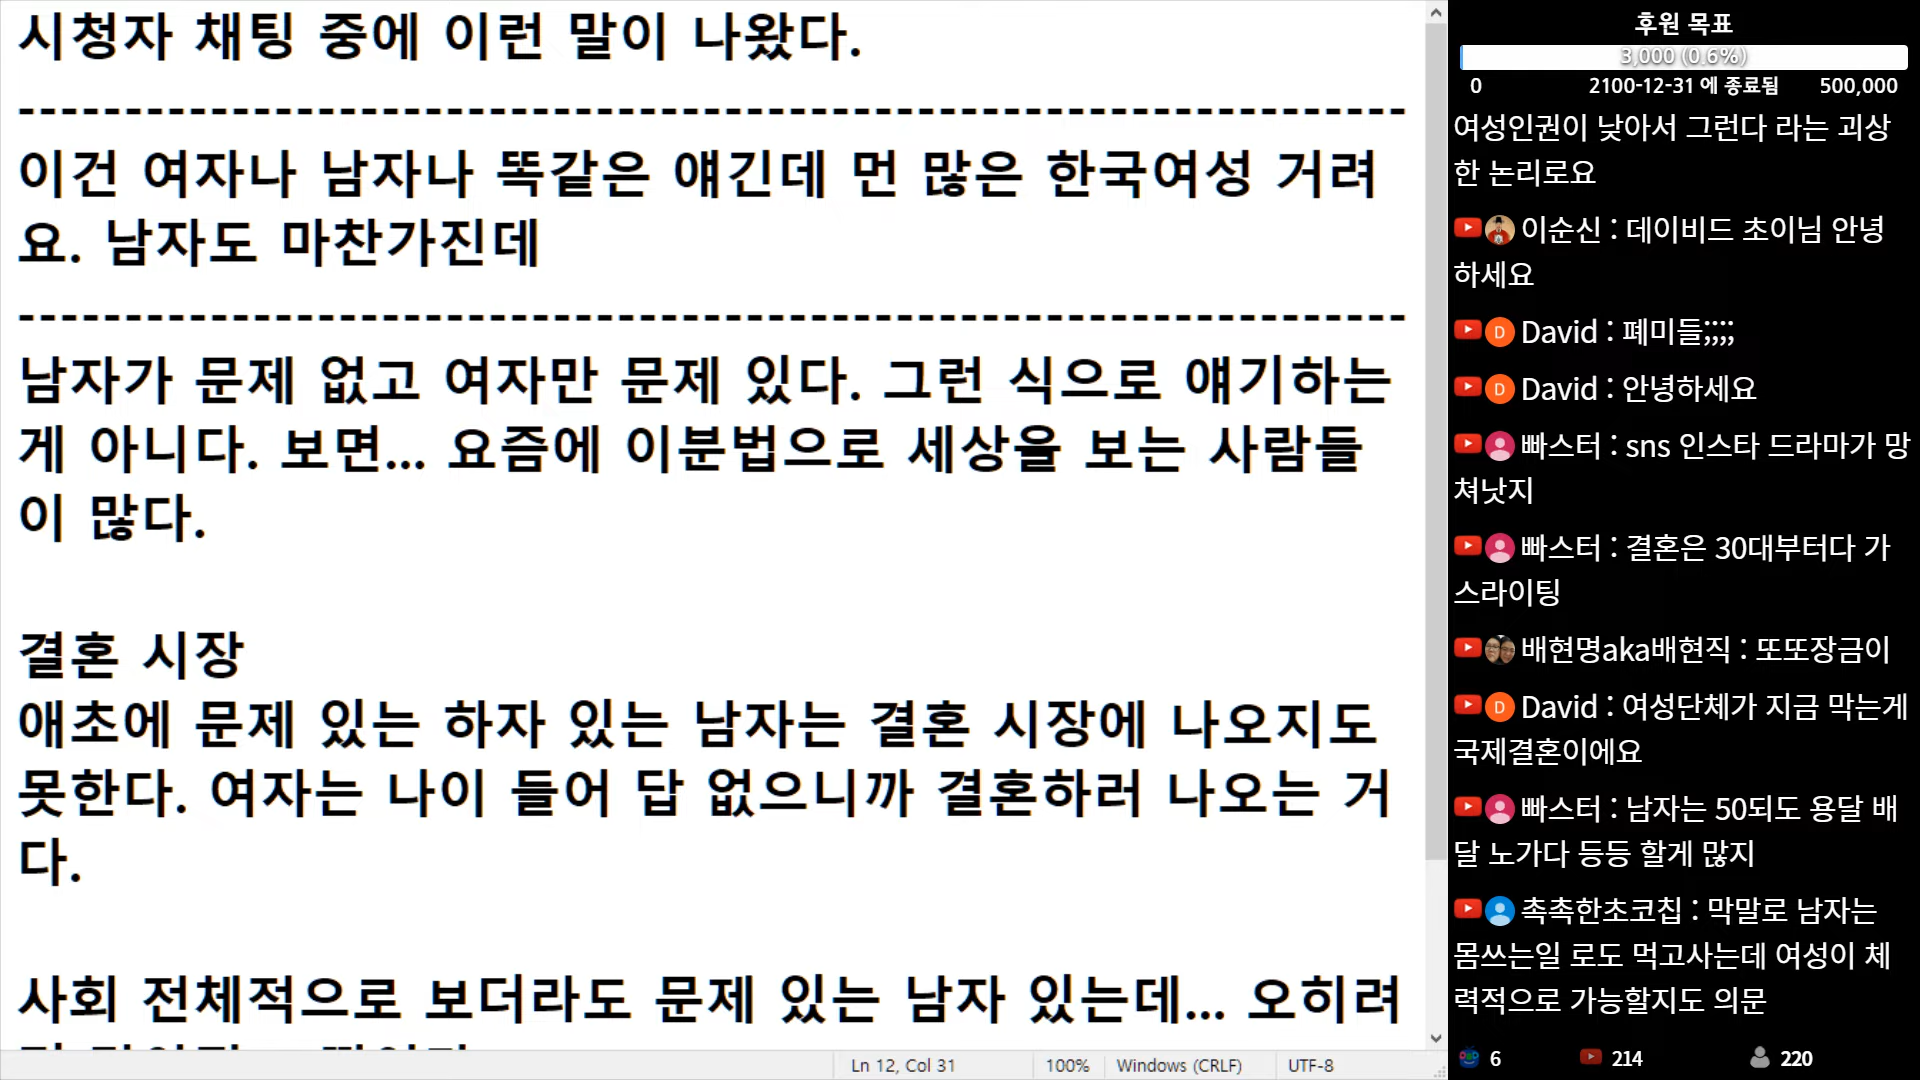 시청자 채팅 중에 이런 말이 나왔다.
------------------------------------------------------------------
이건 여자나 남자나 똑같은 얘긴데 먼 많은 한국여성 거려
요. 남자도 마찬가진데
------------------------------------------------------------------
남자가 문제 없고 여자만 문제 있다. 그런 식으로 얘기하는
게 아니다. 보면... 요즘에 이분법으로 세상을 보는 사람들
이 많다.
결혼 시장
애초에 문제 있는 하자 있는 남자는 결혼 시장에 나오지도
못한다. 여자는 나이 들어 답 없으니까 결혼하러 나오는 거
다.
사회 전체적으로 보더라도 문제 있는 남자 있는데... 오히려
Ln 12, Col 31
100%
Windows (CRLF)
UTF-8
후원 목표
3,000 (0.6%)
0 2100-12-31 에 종료됨 500,000
여성인권이 낮아서 그런다 라는 괴상
한 논리로요
이순신 : 데이비드 초이님 안녕
하세요
D David : 폐미들;;;;
D David : 안녕하세요
빠스터 : sns 인스타 드라마가 망
쳐낫지
빠스터 : 결혼은 30대부터다 가
스라이팅
배현명aka배현직 : 또또장금이
D David : 여성단체가 지금 막는게
국제결혼이에요
빠스터 : 남자는 50되도 용달 배
달 노가다 등등 할게 많지
촉촉한초코칩 : 막말로 남자는
몸쓰는일 로도 먹고사는데 여성이 체
력적으로 가능할지도 의문
6 214 220